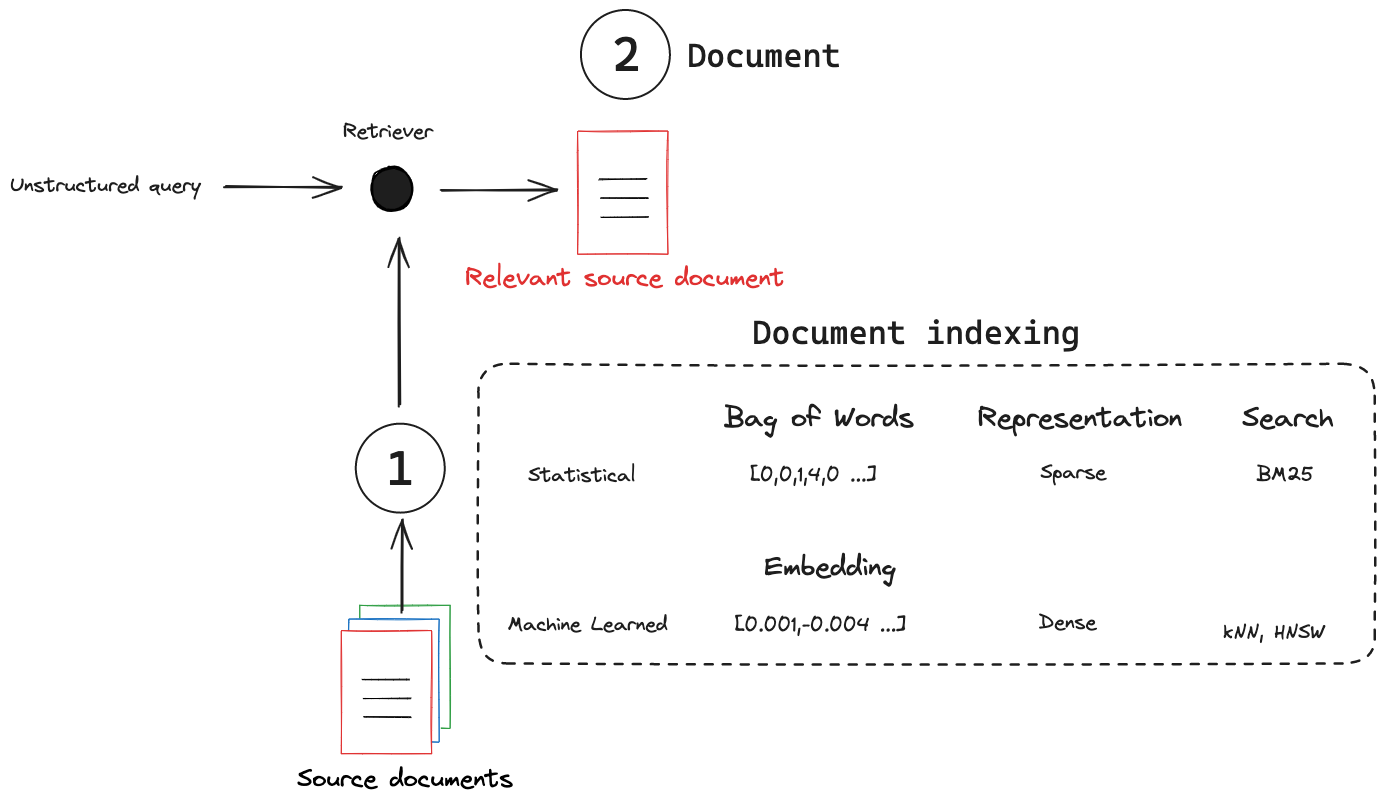 2 Document
Retriever
Unstructured query
Relevant source document
Document indexing
Bag of Words Representation Search
Statistical [0,0,1,4,0 ...] Sparse BM25
1
Embedding
Machine Learned [0.001,-0.004 ...] Dense kNN, HNSW
Source documents